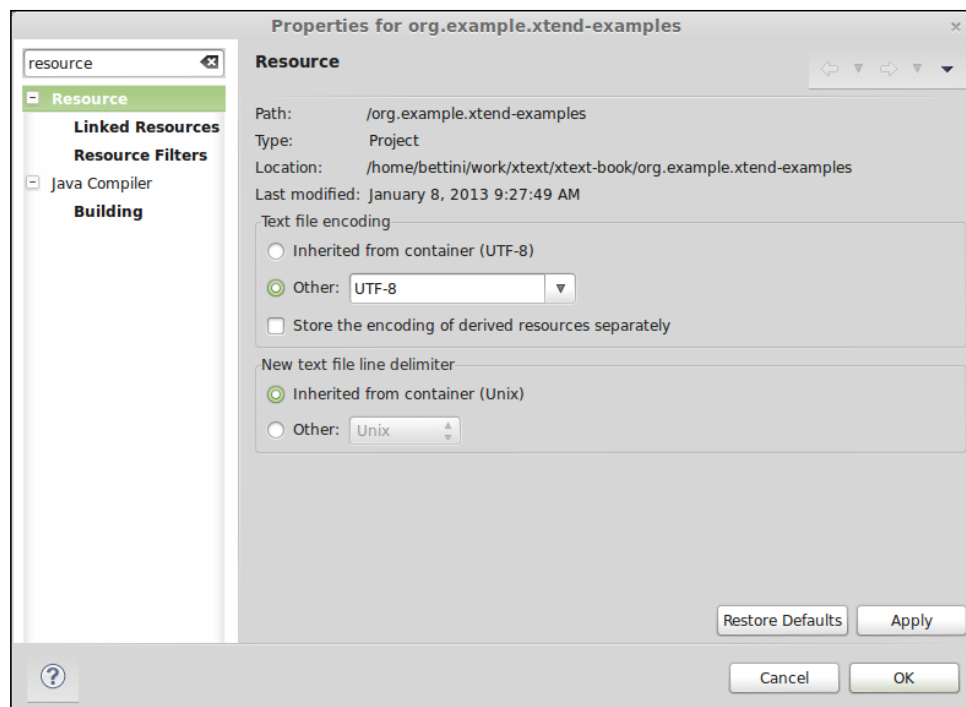 Properties for org.example.xtend-examples
resource
Resource
Linked Resources
Resource Filters
Java Compiler
Building
Resource
Path: /org.example.xtend-examples
Type: Project
Location: /home/bettini/work/xtext/xtext-book/org.example.xtend-examples
Last modified: January 8, 2013 9:27:49 AM
Text file encoding
Inherited from container (UTF-8)
Other: UTF-8
Store the encoding of derived resources separately
New text file line delimiter
Inherited from container (Unix)
Other: Unix
Restore Defaults Apply
? Cancel OK